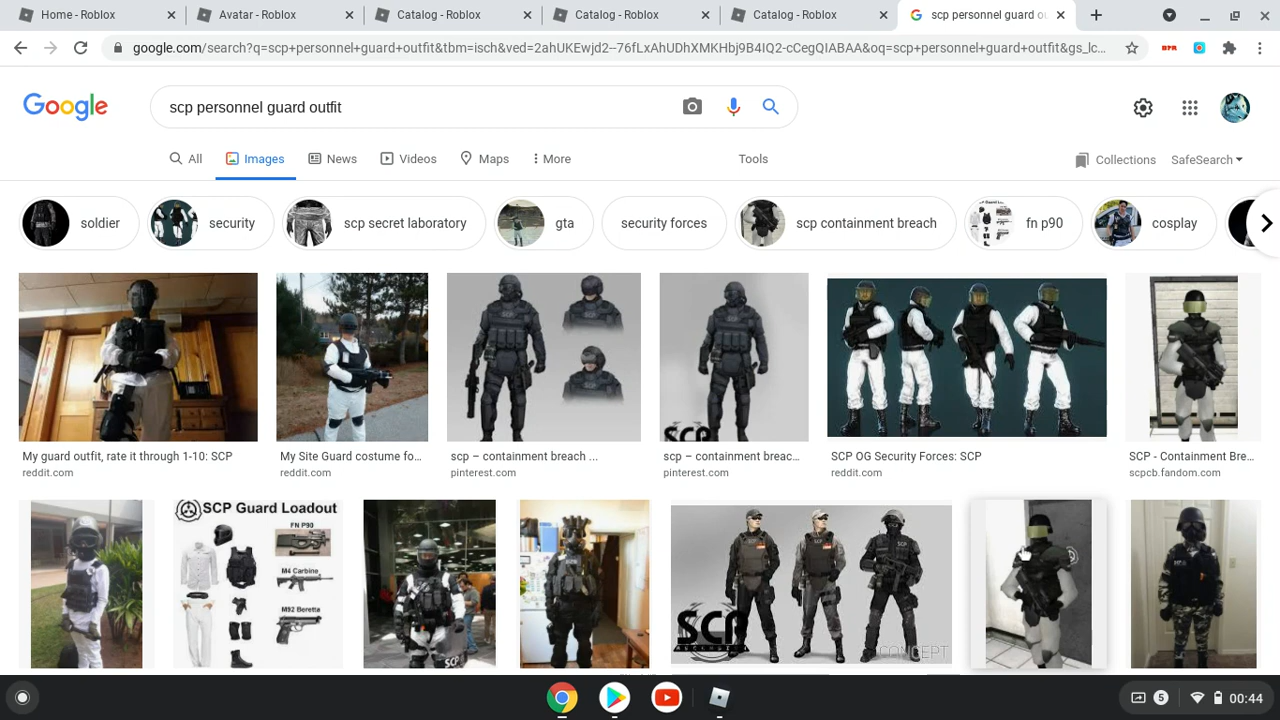 Home - Roblox
Avatar - Roblox
Catalog - Roblox
Catalog - Roblox
Catalog - Roblox
scp personnel guard ou
google.com/search?q=scp+personnel+guard+outfit&tbm=isch&ved=2ahUKEwjd2--76fLxAhUDhXMKHbj9B4IQ2-cCegQIABAA&oq=scp+personnel+guard+outfit&gs_lc...
Google
scp personnel guard outfit
All
Images
News
Videos
Maps
More
Tools
Collections
SafeSearch
soldier
security
scp secret laboratory
gta
security forces
scp containment breach
fn p90
cosplay
My guard outfit, rate it through 1-10: SCP
reddit.com
My Site Guard costume fo...
reddit.com
scp – containment breach ...
pinterest.com
scp – containment breac...
pinterest.com
SCP OG Security Forces: SCP
reddit.com
SCP - Containment Bre...
scpcb.fandom.com
SCP Guard Loadout
FN P90
M4 Carbine
M92 Beretta
SCP
SCP
CONCEPT
5
00:44